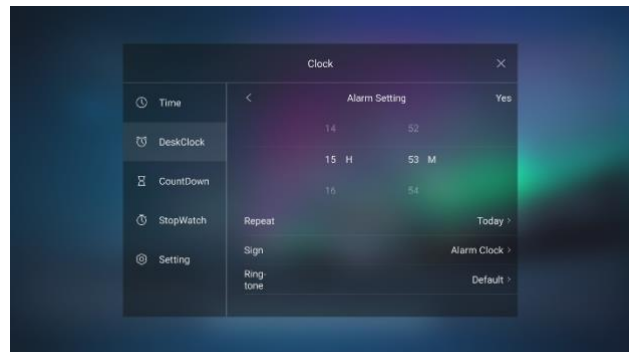 Clock
Time
DeskClock
CountDown
StopWatch
Setting
Alarm Setting
Yes
14 52
15 H 53 M
16 54
Repeat Today
Sign Alarm Clock
Ring-
tone
Default